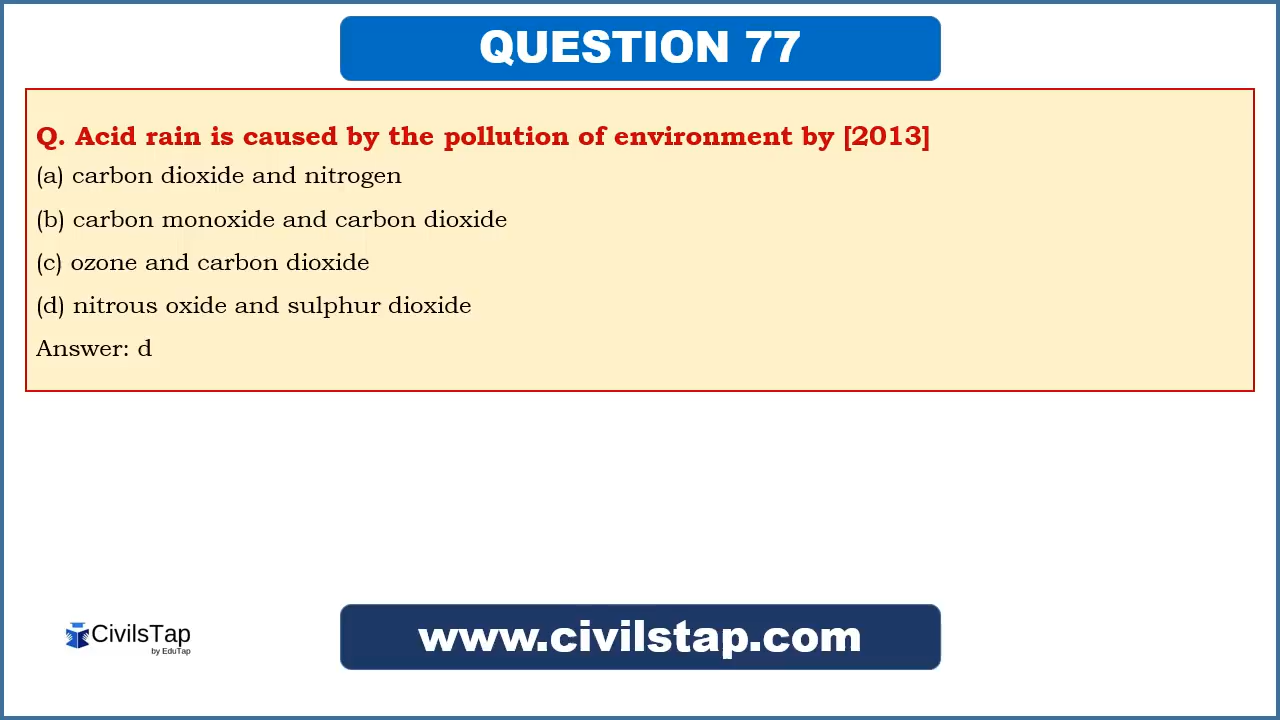 QUESTION 77
Q. Acid rain is caused by the pollution of environment by [2013]
(a) carbon dioxide and nitrogen
(b) carbon monoxide and carbon dioxide
(c) ozone and carbon dioxide
(d) nitrous oxide and sulphur dioxide
Answer: d
CivilsTap
by EduTap
www.civilstap.com